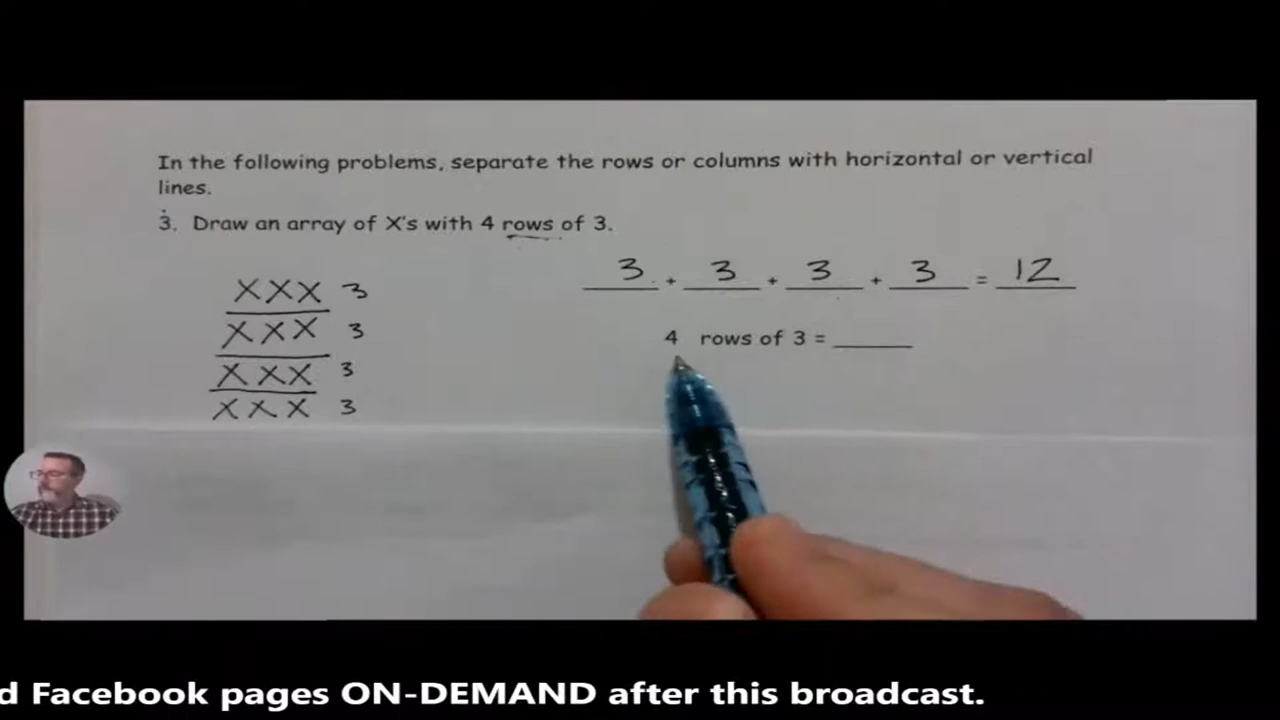 In the following problems, separate the rows or columns with horizontal or vertical
lines.
3. Draw an array of X's with 4 rows of 3.
XXX 3
XXX 3
XXX 3
XXX 3
3 + 3 + 3 + 3 = 12
4 rows of 3 = ______
d Facebook pages ON-DEMAND after this broadcast.